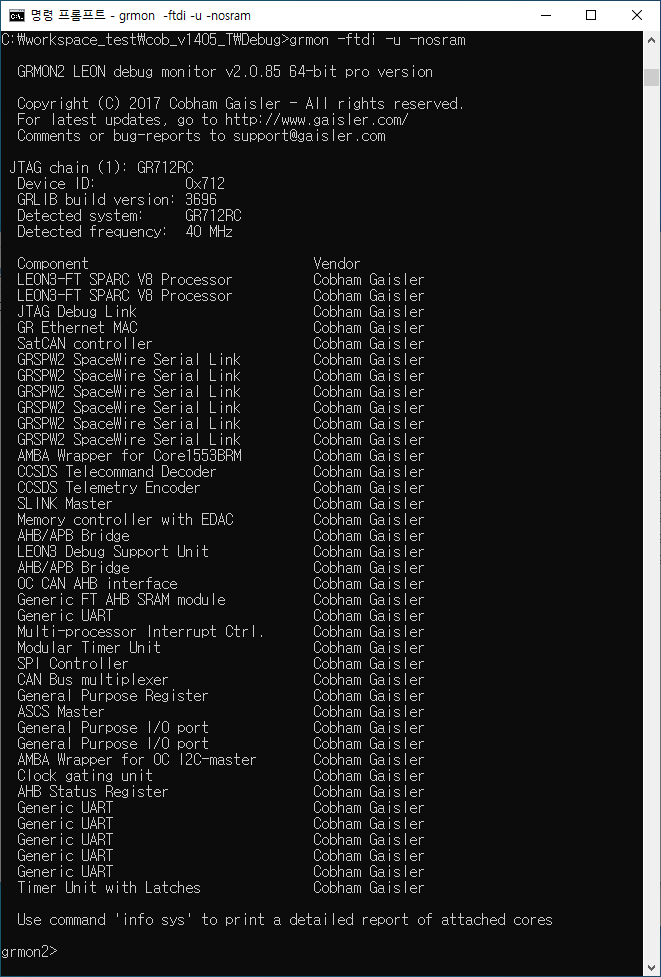 명령 프롬프트 - grmon -ftdi -u -nosram
C:₩workspace_test₩cob_v1405_T₩Debug>grmon -ftdi -u -nosram
GRMON2 LEON debug monitor v2.0.85 64-bit pro version
Copyright (C) 2017 Cobham Gaisler - All rights reserved.
For latest updates, go to http://www.gaisler.com/
Comments or bug-reports to support@gaisler.com
JTAG chain (1): GR712RC
Device ID: 0x712
GRLIB build version: 3696
Detected system: GR712RC
Detected frequency: 40 MHz
Component Vendor
LEON3-FT SPARC V8 Processor Cobham Gaisler
LEON3-FT SPARC V8 Processor Cobham Gaisler
JTAG Debug Link Cobham Gaisler
GR Ethernet MAC Cobham Gaisler
SatCAN controller Cobham Gaisler
GRSPW2 SpaceWire Serial Link Cobham Gaisler
GRSPW2 SpaceWire Serial Link Cobham Gaisler
GRSPW2 SpaceWire Serial Link Cobham Gaisler
GRSPW2 SpaceWire Serial Link Cobham Gaisler
GRSPW2 SpaceWire Serial Link Cobham Gaisler
GRSPW2 SpaceWire Serial Link Cobham Gaisler
AMBA Wrapper for Core1553BRM Cobham Gaisler
CCSDS Telecommand Decoder Cobham Gaisler
CCSDS Telemetry Encoder Cobham Gaisler
SLINK Master Cobham Gaisler
Memory controller with EDAC Cobham Gaisler
AHB/APB Bridge Cobham Gaisler
LEON3 Debug Support Unit Cobham Gaisler
AHB/APB Bridge Cobham Gaisler
OC CAN AHB interface Cobham Gaisler
Generic FT AHB SRAM module Cobham Gaisler
Generic UART Cobham Gaisler
Multi-processor Interrupt Ctrl. Cobham Gaisler
Modular Timer Unit Cobham Gaisler
SPI Controller Cobham Gaisler
CAN Bus multiplexer Cobham Gaisler
General Purpose Register Cobham Gaisler
ASCS Master Cobham Gaisler
General Purpose I/O port Cobham Gaisler
General Purpose I/O port Cobham Gaisler
AMBA Wrapper for OC I2C-master Cobham Gaisler
Clock gating unit Cobham Gaisler
AHB Status Register Cobham Gaisler
Generic UART Cobham Gaisler
Generic UART Cobham Gaisler
Generic UART Cobham Gaisler
Generic UART Cobham Gaisler
Generic UART Cobham Gaisler
Timer Unit with Latches Cobham Gaisler
Use command 'info sys' to print a detailed report of attached cores
grmon2>